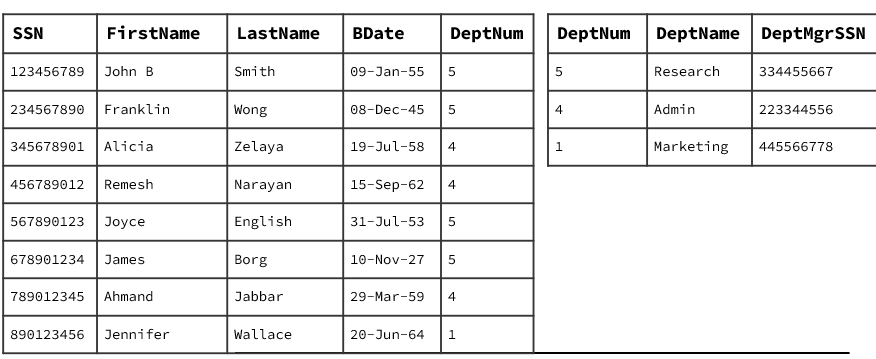 SSN FirstName LastName BDate DeptNum
123456789 John B Smith 09-Jan-55 5
234567890 Franklin Wong 08-Dec-45 5
345678901 Alicia Zelaya 19-Jul-58 4
456789012 Remesh Narayan 15-Sep-62 4
567890123 Joyce English 31-Jul-53 5
678901234 James Borg 10-Nov-27 5
789012345 Ahmand Jabbar 29-Mar-59 4
890123456 Jennifer Wallace 20-Jun-64 1
DeptNum DeptName DeptMgrSSN
5 Research 334455667
4 Admin 223344556
1 Marketing 445566778